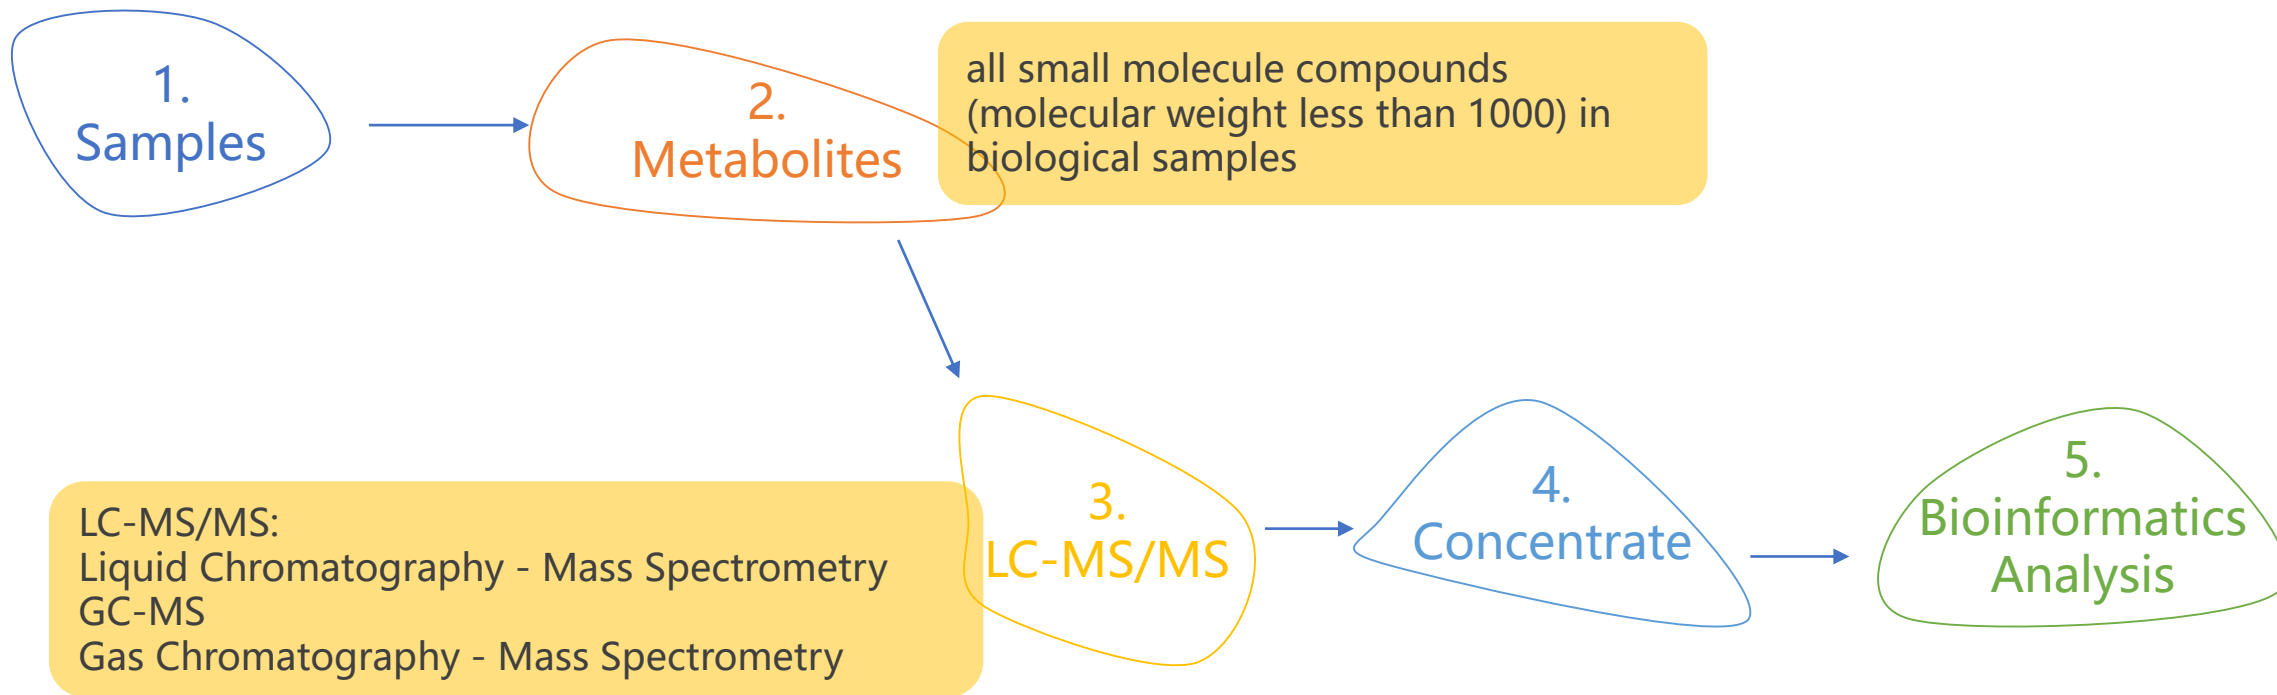 1.
Samples
2.
Metabolites
all small molecule compounds
(molecular weight less than 1000) in
biological samples
LC-MS/MS:
Liquid Chromatography - Mass Spectrometry
GC-MS
Gas Chromatography - Mass Spectrometry
3.
LC-MS/MS
4.
Concentrate
5.
Bioinformatics
Analysis